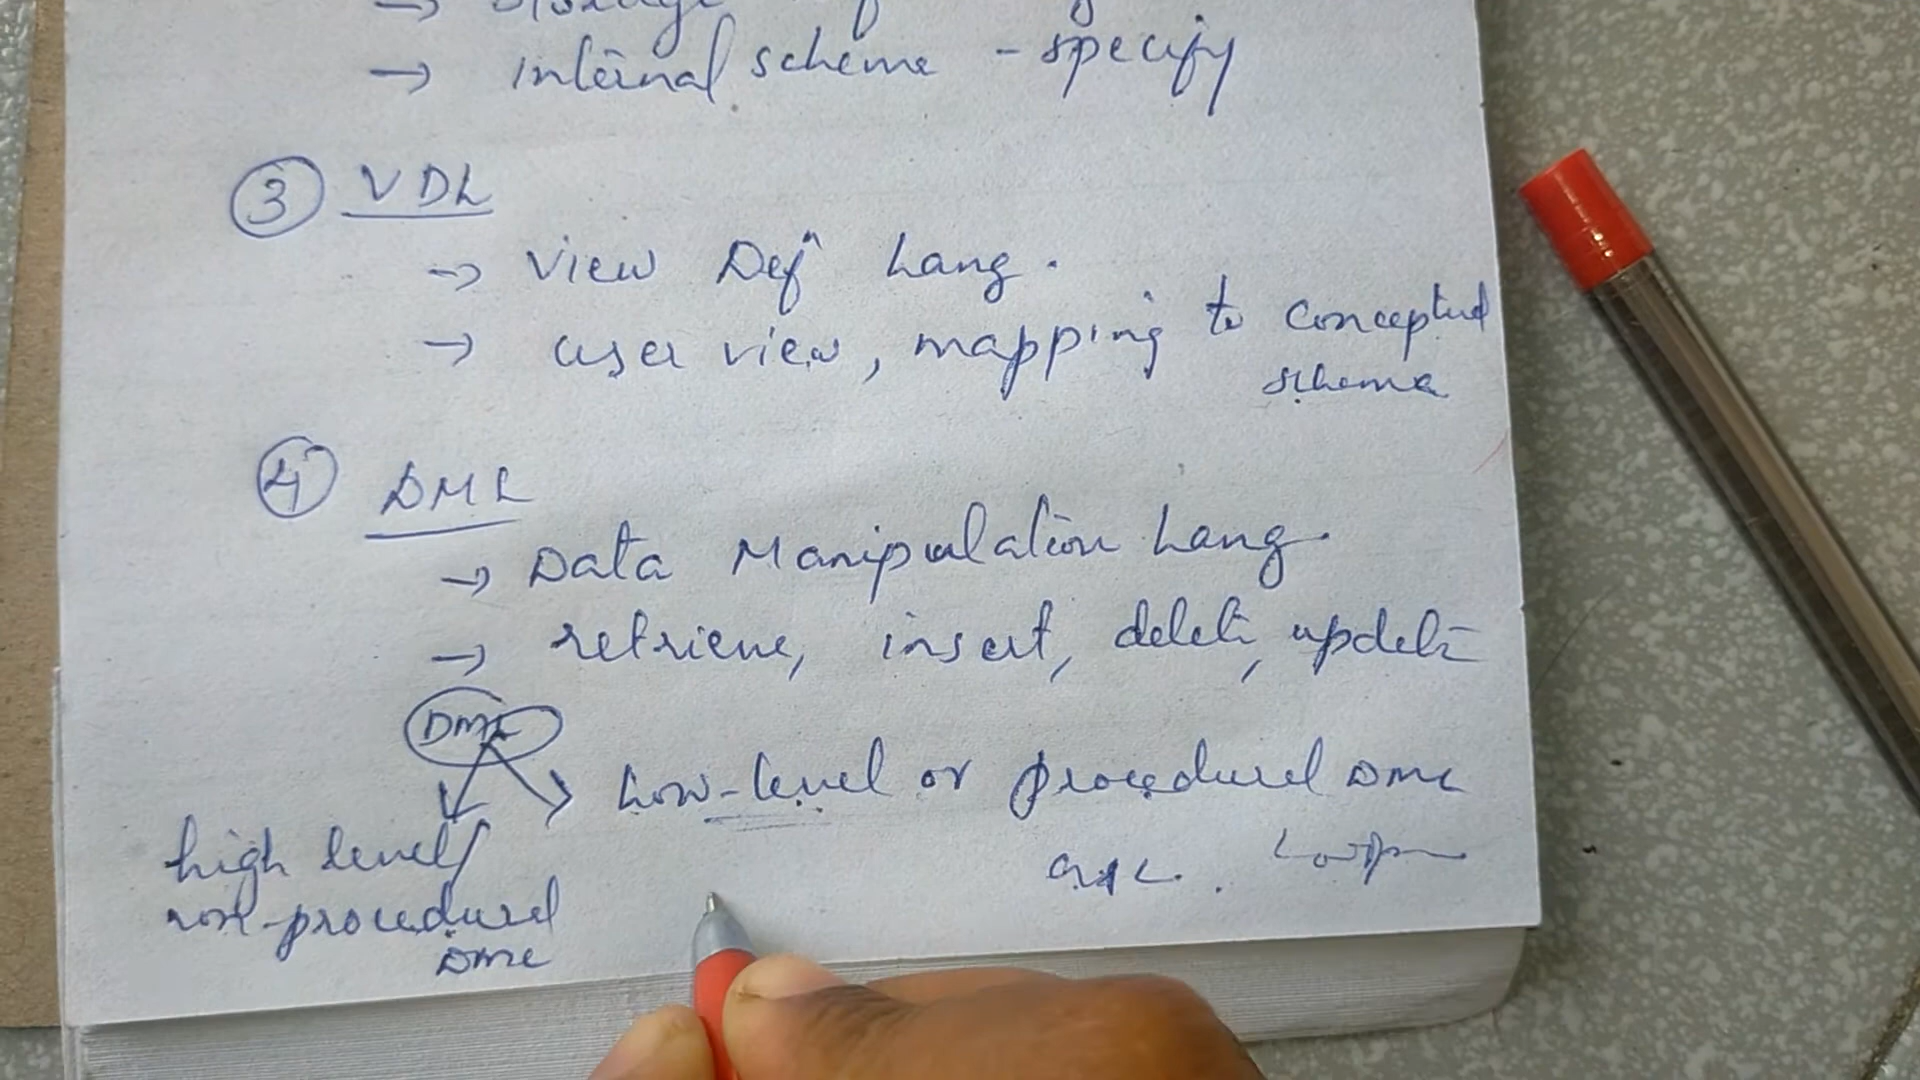 → storage
→ internal schema - specify
③ VDL
→ View Defⁿ Lang.
→ user view, mapping to conceptual
schema
④ DML
→ Data Manipulation Lang.
→ retrieve, insert, delete, update
DML
→ Low-level or procedural DML
high level/
non-procedural
DML